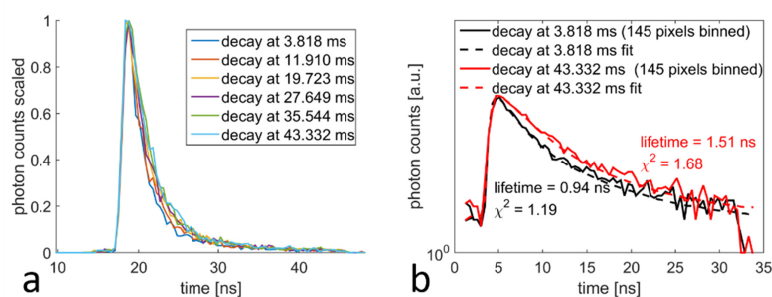 1
0.8
0.6
0.4
0.2
0
10
20
30
40
photon counts scaled
time [ns]
decay at 3.818 ms
decay at 11.910 ms
decay at 19.723 ms
decay at 27.649 ms
decay at 35.544 ms
decay at 43.332 ms
a
decay at 3.818 ms (145 pixels binned)
decay at 3.818 ms fit
decay at 43.332 ms (145 pixels binned)
decay at 43.332 ms fit
photon counts [a.u.]
lifetime = 1.51 ns
χ² = 1.68
lifetime = 0.94 ns
χ² = 1.19
10⁰
0
5
10
15
20
25
30
35
time [ns]
b